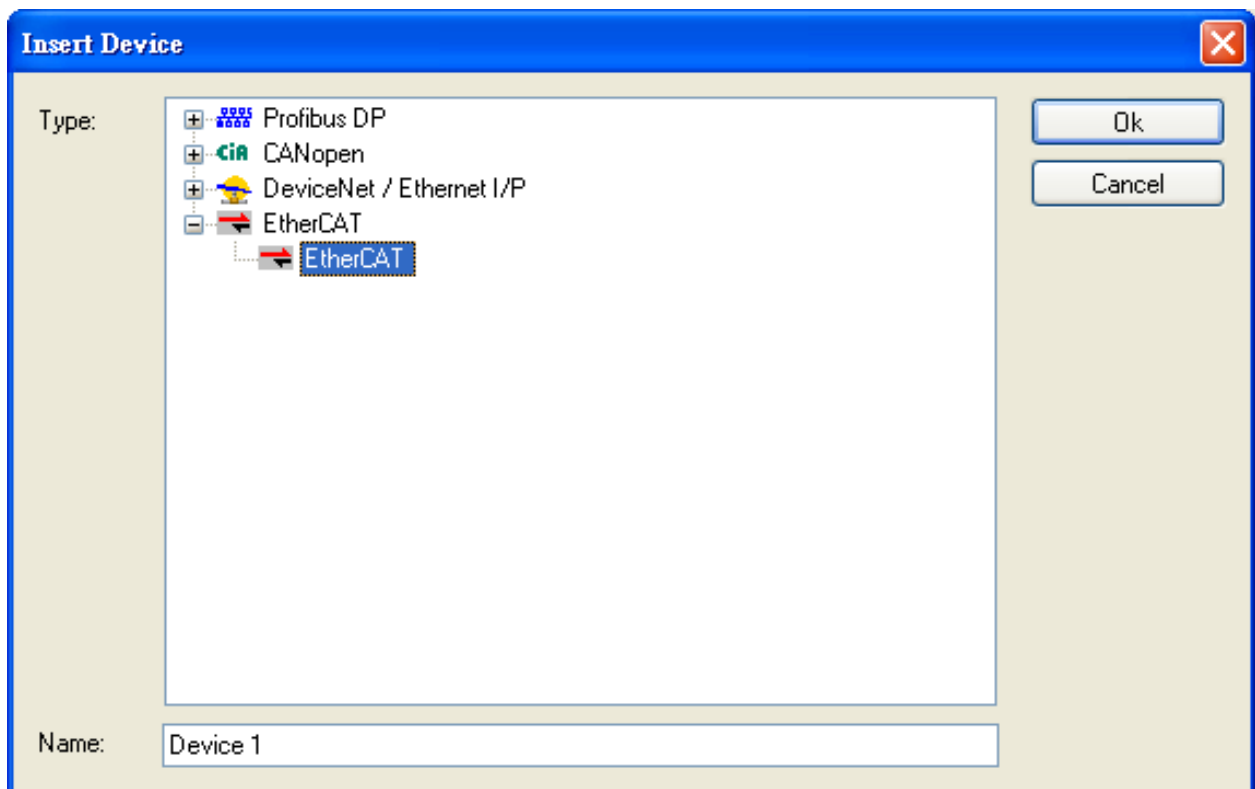 Insert Device
Type:
Profibus DP
Ok
CiA CANopen
Cancel
DeviceNet / Ethernet I/P
EtherCAT
EtherCAT
Name:
Device 1